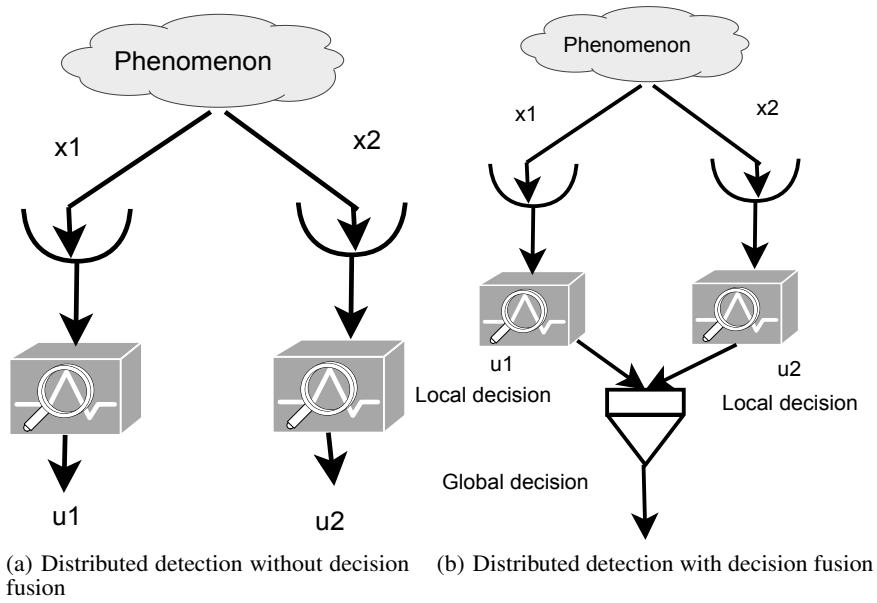 Phenomenon
x1
x2
u1
u2
(a) Distributed detection without decision
fusion
Phenomenon
x1
x2
u1
Local decision
u2
Local decision
Global decision
(b) Distributed detection with decision fusion